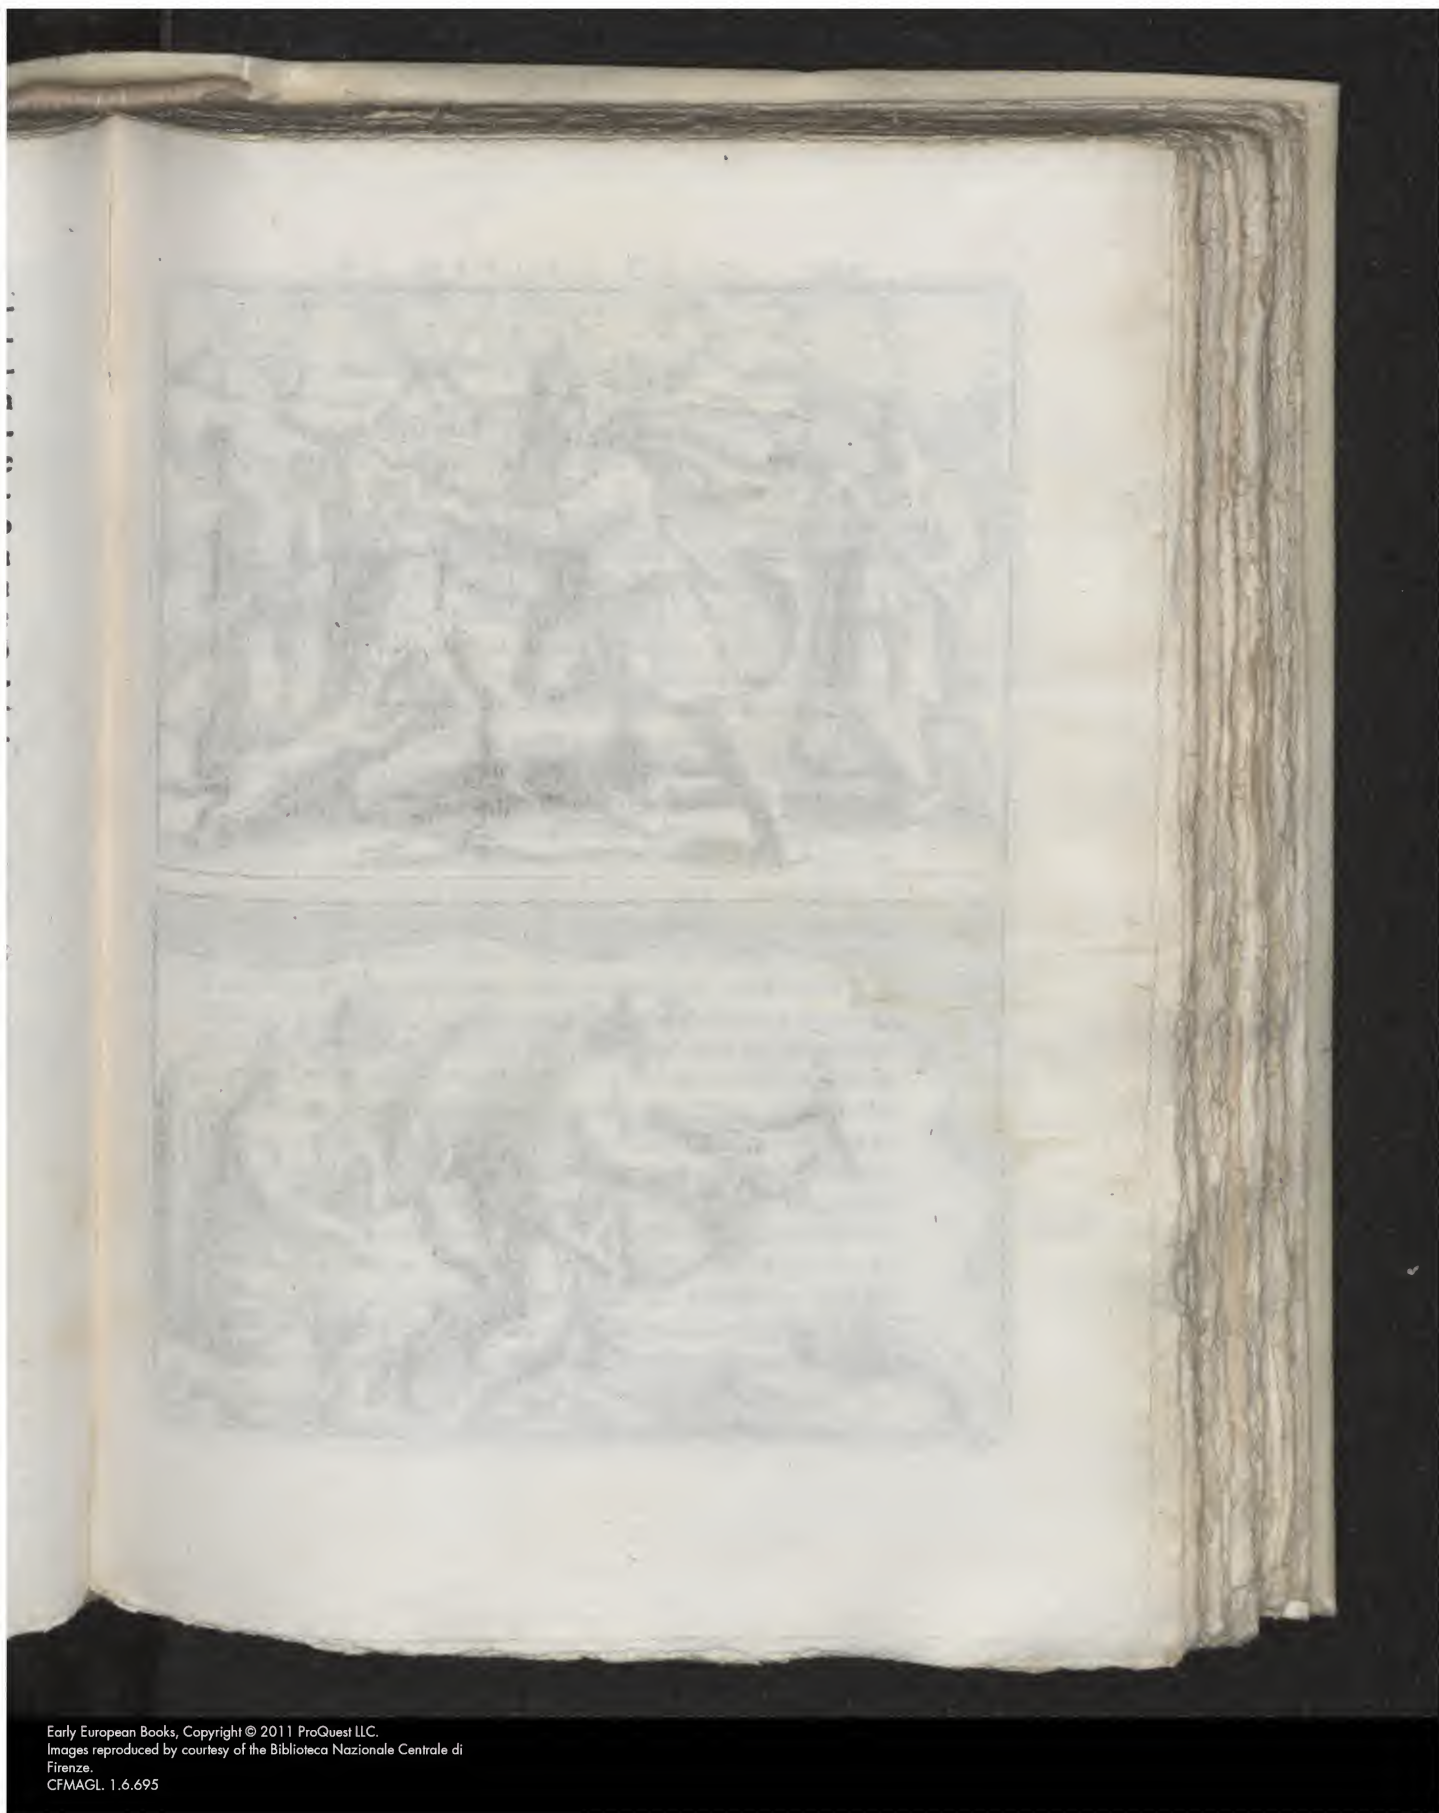 Early European Books, Copyright © 2011 ProQuest LLC.
Images reproduced by courtesy of the Biblioteca Nazionale Centrale di
Firenze.
CFMAGL. 1.6.695